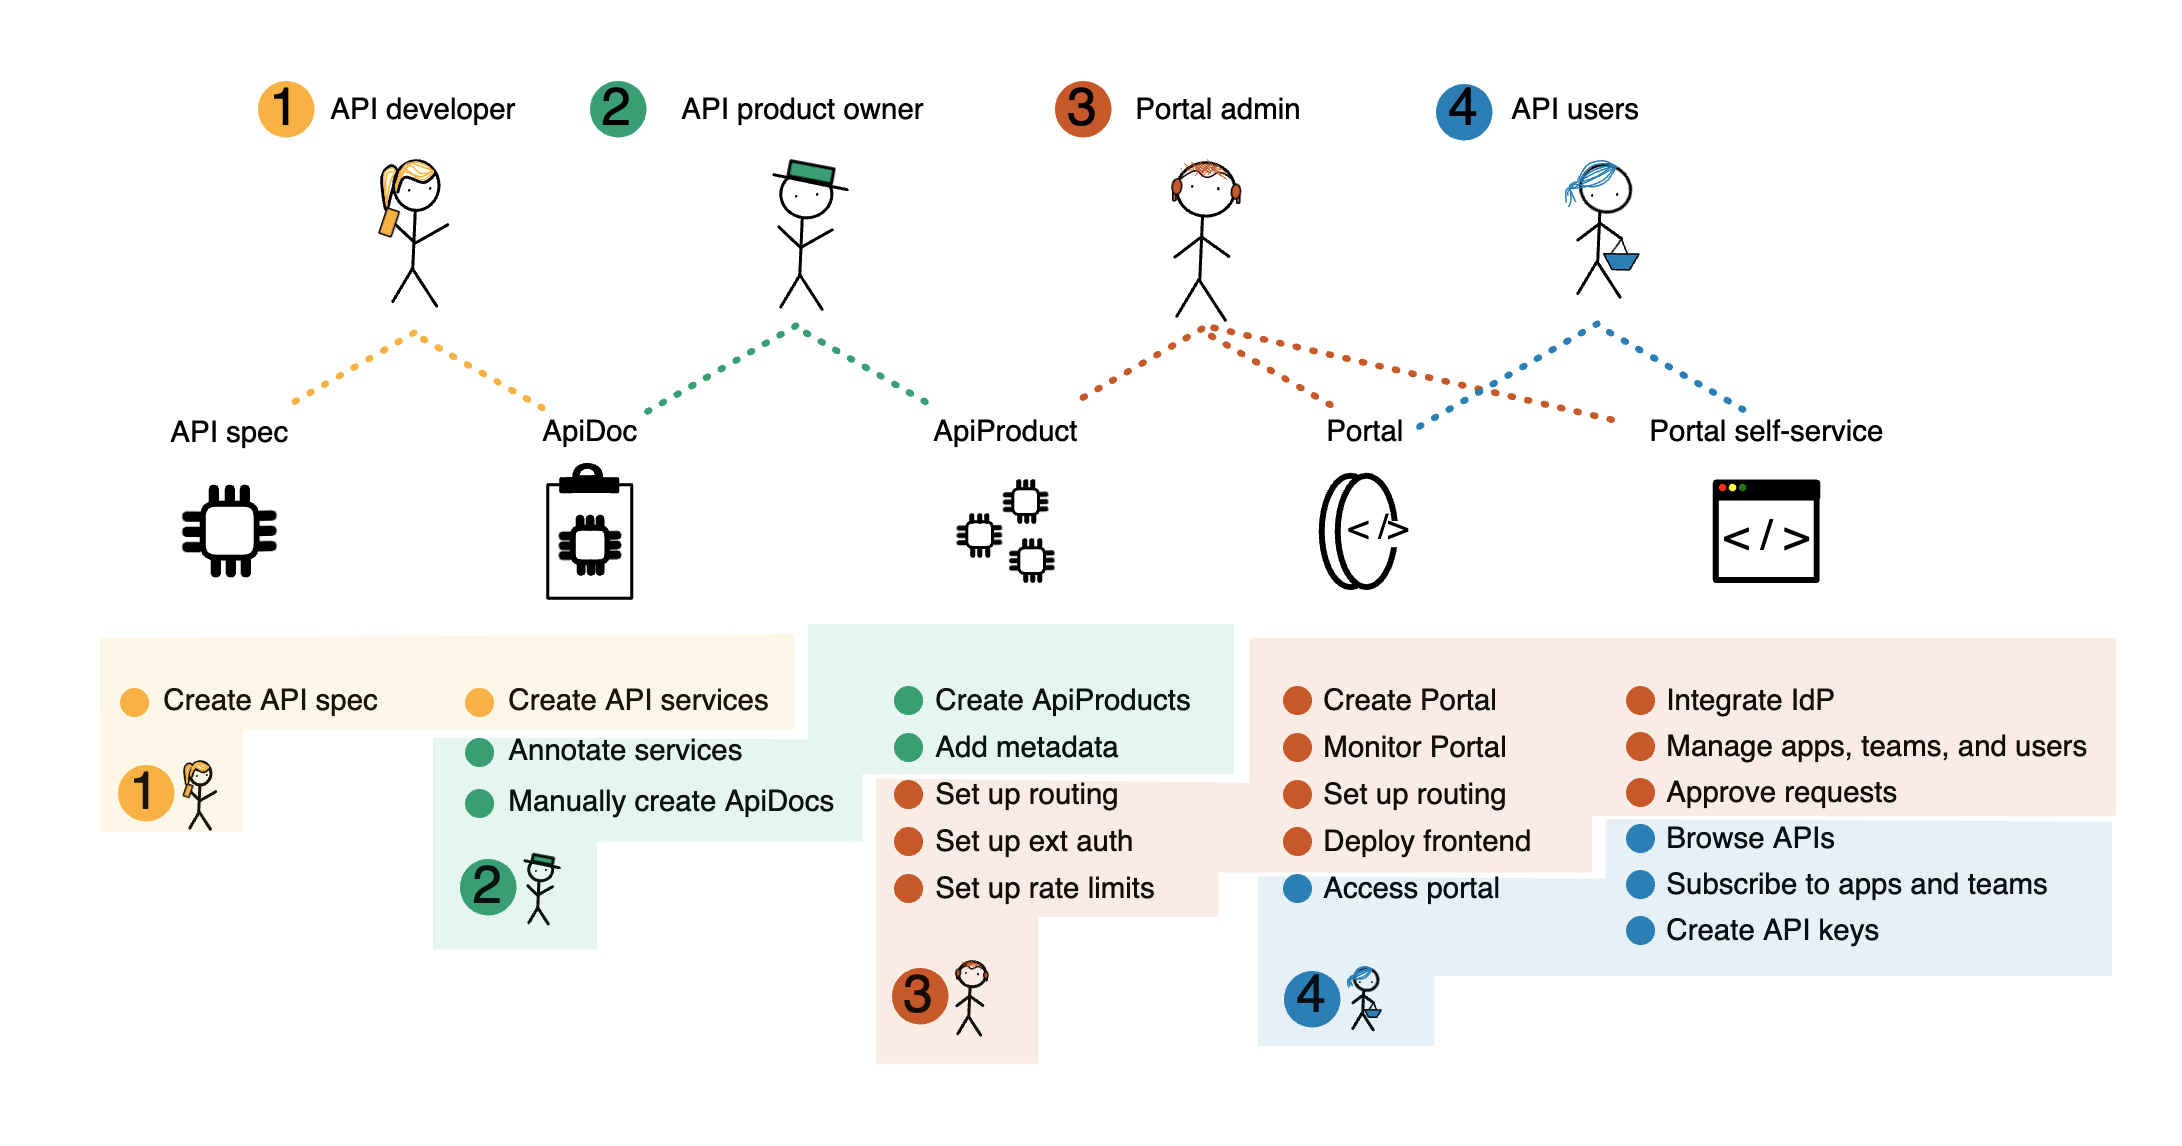 1 API developer
2 API product owner
3 Portal admin
4 API users
API spec
ApiDoc
ApiProduct
Portal
Portal self-service
</>
</>
Create API spec
1
Create API services
Annotate services
Manually create ApiDocs
2
Create ApiProducts
Add metadata
Set up routing
Set up ext auth
Set up rate limits
3
Create Portal
Monitor Portal
Set up routing
Deploy frontend
Access portal
4
Integrate IdP
Manage apps, teams, and users
Approve requests
Browse APIs
Subscribe to apps and teams
Create API keys